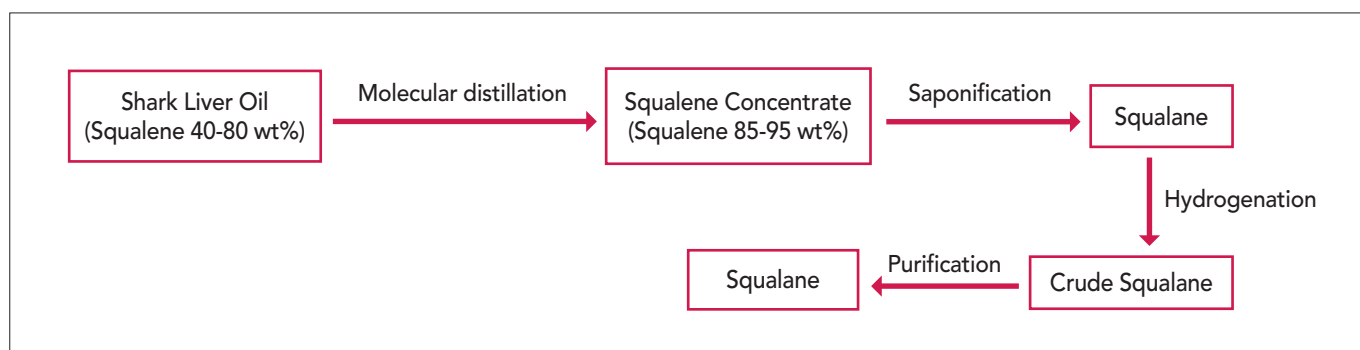 Shark Liver Oil
(Squalene 40-80 wt%)
Molecular distillation
Squalene Concentrate
(Squalene 85-95 wt%)
Saponification
Squalane
Hydrogenation
Crude Squalane
Purification
Squalane